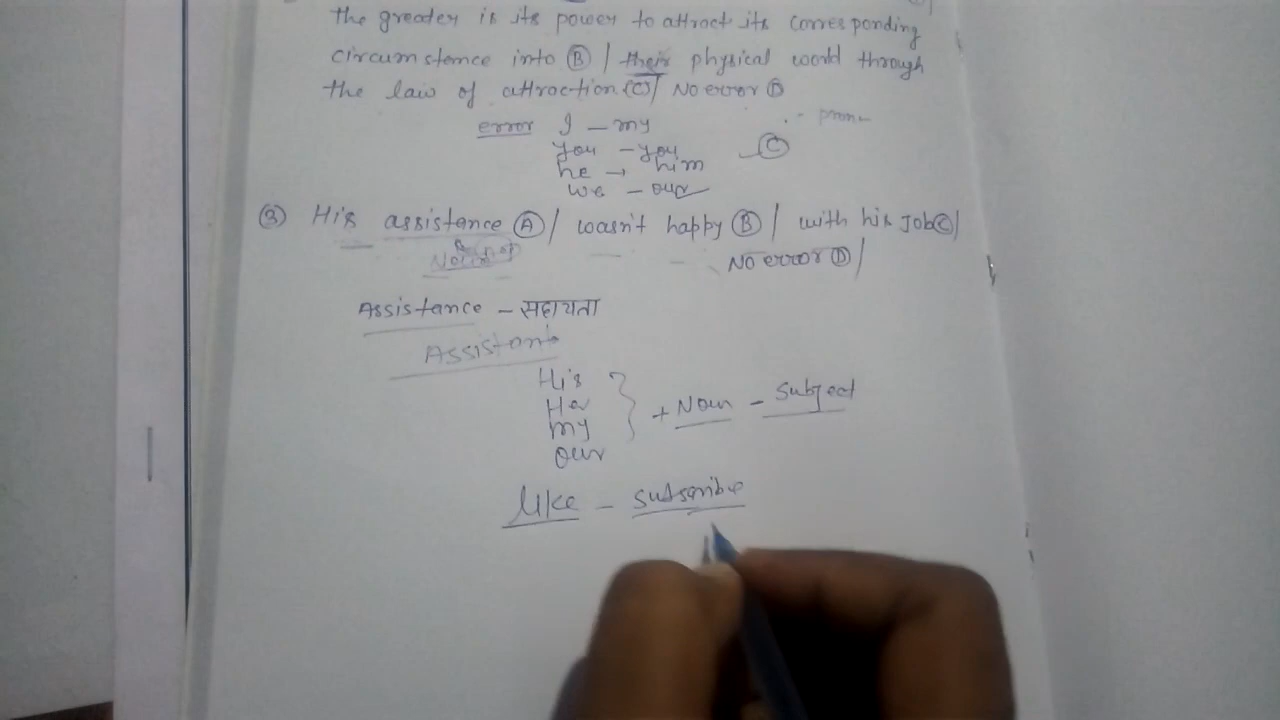 the greater is its power to attract its corresponding
circumstance into (B) / their physical world through
the law of attraction (C) / No error (D)
error I - my
you - you
he → him
we - our
(C)
(3) His assistance (A) / wasn't happy (B) / with his Job (C) /
No error (D) /
Assistance - सहायता
Assistant
His
Her
my
our
+ Noun - Subject
Like - Subscribe